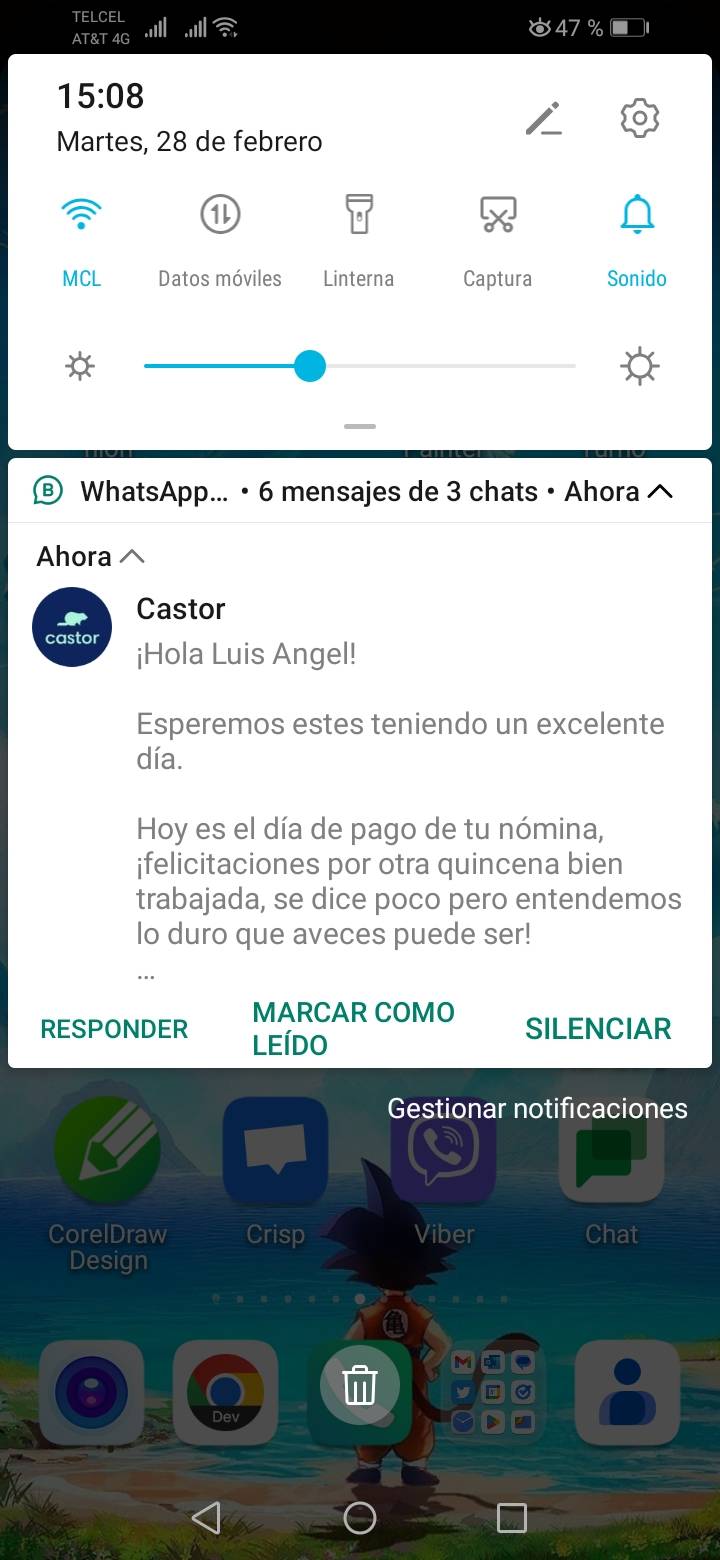 TELCEL
AT&T 4G
47 %
15:08
Martes, 28 de febrero
MCL
Datos móviles
Linterna
Captura
Sonido
WhatsApp... • 6 mensajes de 3 chats • Ahora
Ahora
castor
Castor
¡Hola Luis Angel!
Esperemos estes teniendo un excelente
día.
Hoy es el día de pago de tu nómina,
¡felicitaciones por otra quincena bien
trabajada, se dice poco pero entendemos
lo duro que aveces puede ser!
...
RESPONDER
MARCAR COMO
LEÍDO
SILENCIAR
Gestionar notificaciones
CorelDraw
Design
Crisp
Viber
Chat
Dev